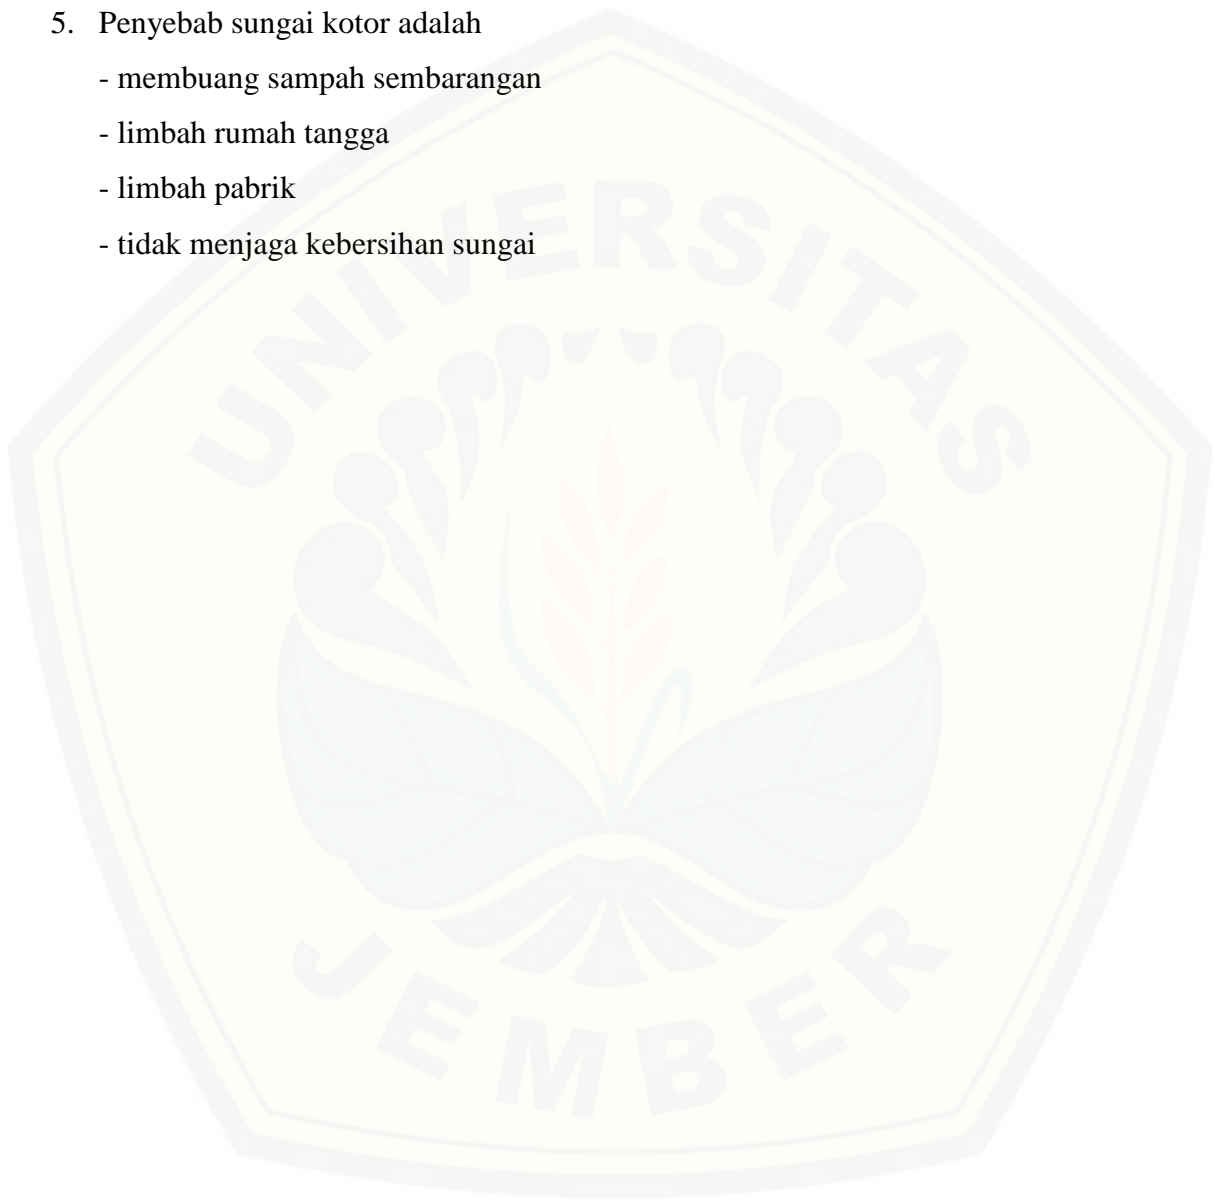 5. Penyebab sungai kotor adalah
- membuang sampah sembarangan
- limbah rumah tangga
- limbah pabrik
- tidak menjaga kebersihan sungai
UNIVERSITAS
JEMBER